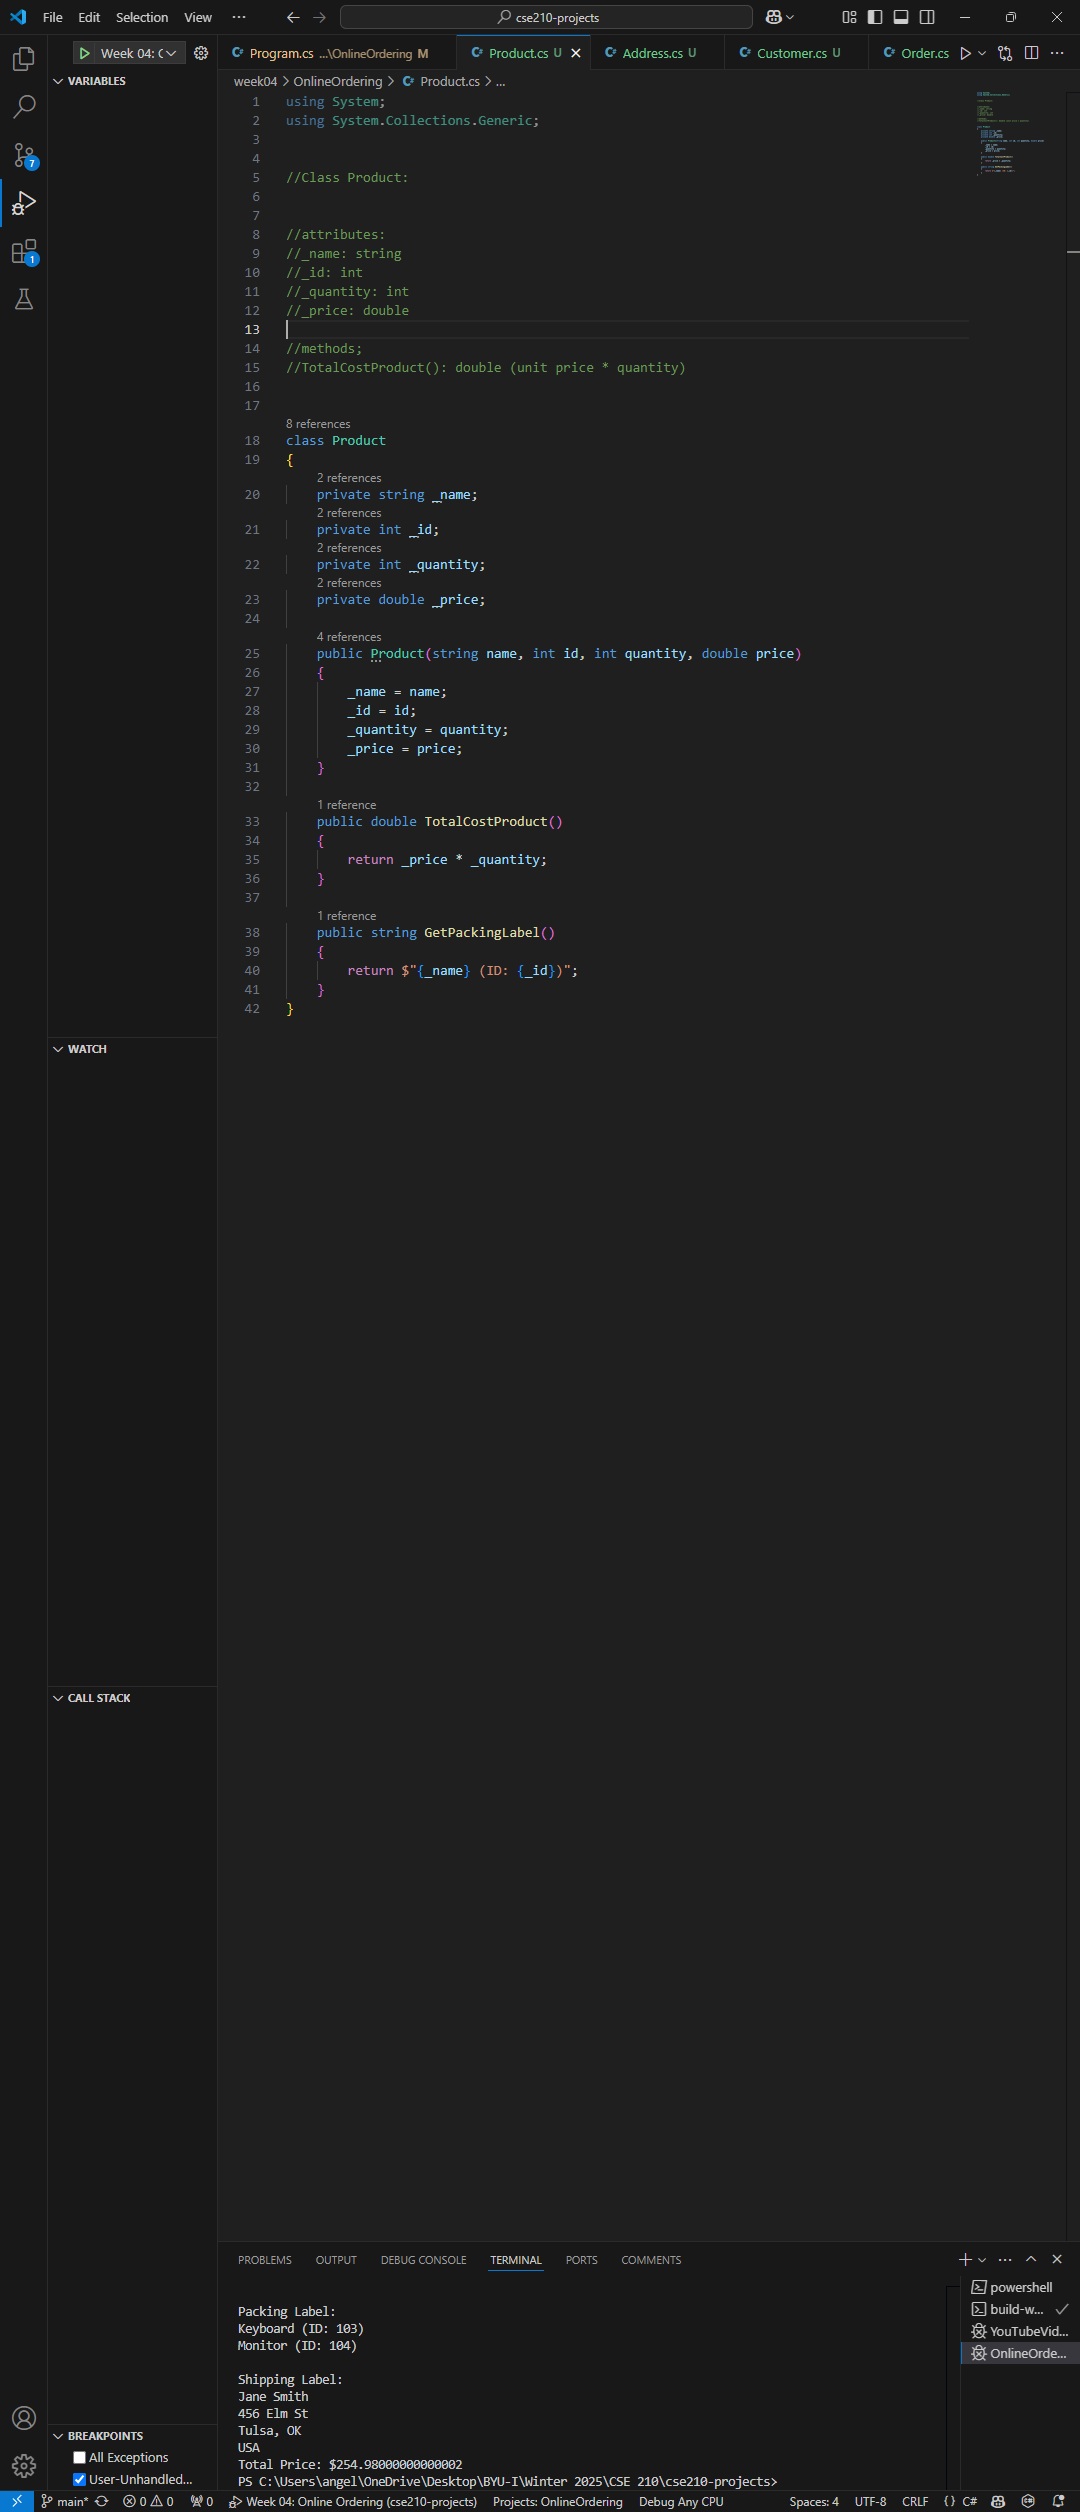 File Edit Selection View ... cse210-projects
Week 04: C
Program.cs ...\OnlineOrdering M Product.cs U Address.cs U Customer.cs U Order.cs
VARIABLES
week04 > OnlineOrdering > Product.cs > ...
1 using System;
2 using System.Collections.Generic;
3
4
5 //Class Product:
6
7
8 //attributes:
9 //_name: string
10 //_id: int
11 //_quantity: int
12 //_price: double
13
14 //methods;
15 //TotalCostProduct(): double (unit price * quantity)
16
17
8 references
18 class Product
19 {
2 references
20 private string _name;
2 references
21 private int _id;
2 references
22 private int _quantity;
2 references
23 private double _price;
24
4 references
25 public Product(string name, int id, int quantity, double price)
26 {
27 _name = name;
28 _id = id;
29 _quantity = quantity;
30 _price = price;
31 }
32
1 reference
33 public double TotalCostProduct()
34 {
35 return _price * _quantity;
36 }
37
1 reference
38 public string GetPackingLabel()
39 {
40 return $"{_name} (ID: {_id})";
41 }
42 }
7
1
WATCH
CALL STACK
BREAKPOINTS
All Exceptions
User-Unhandled...
PROBLEMS OUTPUT DEBUG CONSOLE TERMINAL PORTS COMMENTS
Packing Label:
Keyboard (ID: 103)
Monitor (ID: 104)
Shipping Label:
Jane Smith
456 Elm St
Tulsa, OK
USA
Total Price: $254.98000000000002
PS C:\Users\angel\OneDrive\Desktop\BYU-I\Winter 2025\CSE 210\cse210-projects>
powershell
build-w...
YouTubeVid...
OnlineOrde...
main* 0 0 0 Week 04: Online Ordering (cse210-projects) Projects: OnlineOrdering Debug Any CPU Spaces: 4 UTF-8 CRLF {} C#